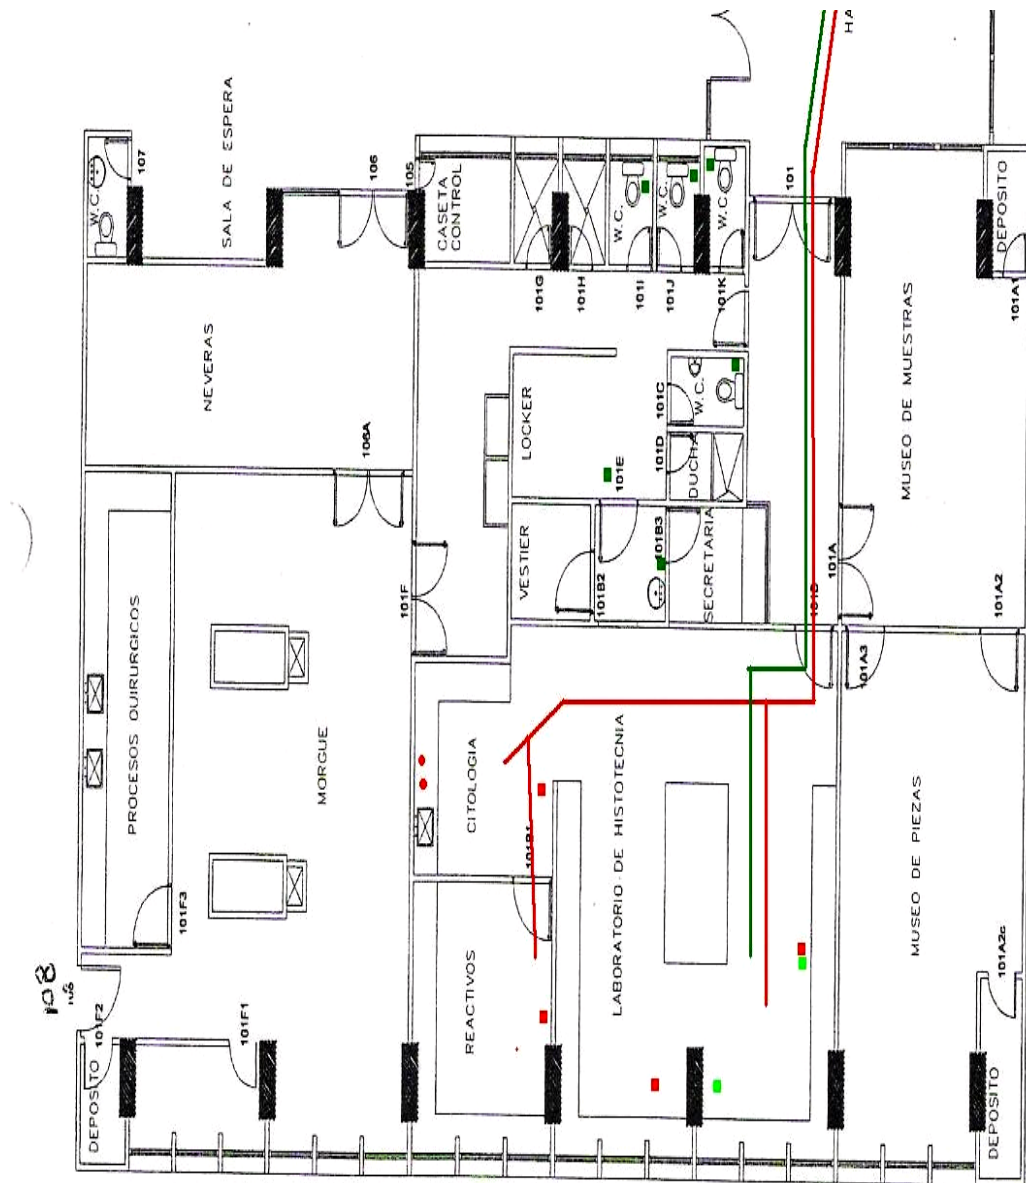 HA
SALA DE ESPERA
107
106
105
W.C.
CASETA
CONTROL
W.C.
W.C.
W.C.
101
DEPOSITO
101G
101H
101I
101J
101K
101A1
NEVERAS
MUSEO DE MUESTRAS
LOCKER
101C
W.C.
106A
101D
DUCHA
101E
VESTIER
101B3
SECRETARIA
101A
101F
101B2
101B
101A2
PROCESOS QUIRURGICOS
101A3
MORGUE
CITOLOGIA
LABORATORIO DE HISTOTECNIA
101B1
MUSEO DE PIEZAS
101F3
REACTIVOS
101A2c
108
101F2
101F1
DEPOSITO
DEPOSITO